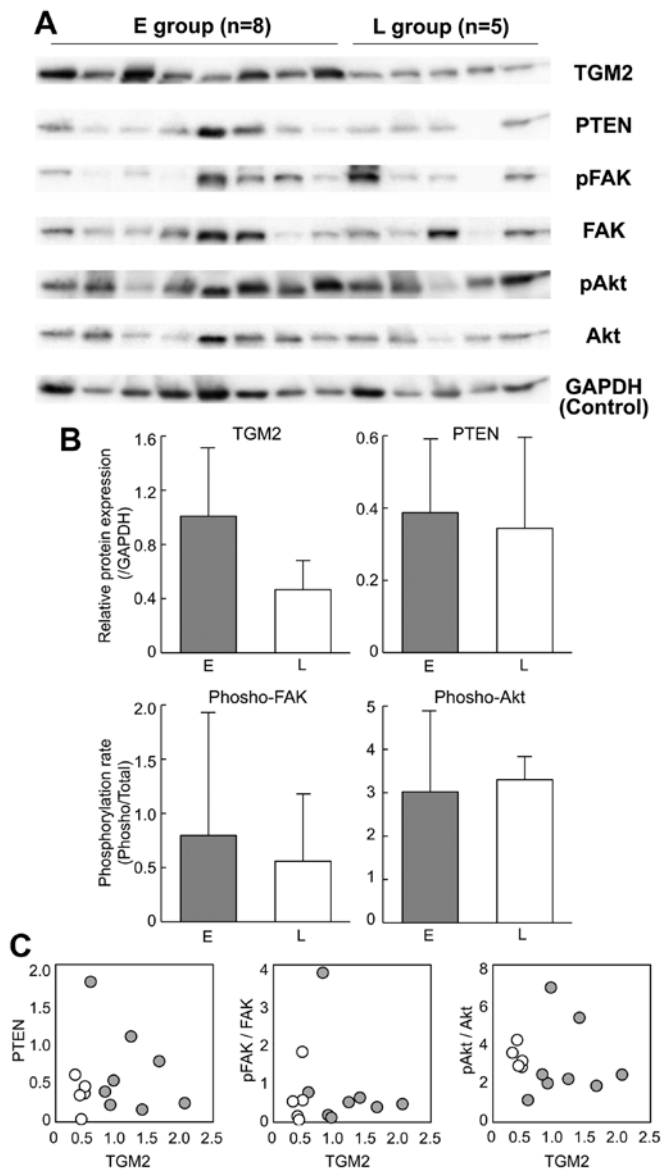 A
E group (n=8)
L group (n=5)
TGM2
PTEN
pFAK
FAK
pAkt
Akt
GAPDH
(Control)
B
TGM2
PTEN
Relative protein expression
(/GAPDH)
1.6
1.2
0.8
0.4
0
E
L
0.6
0.4
0.2
0
E
L
Phosho-FAK
Phosho-Akt
Phosphorylation rate
(Phosho/Total)
2.0
1.5
1.0
0.5
0
E
L
5
4
3
2
1
0
E
L
C
PTEN
2.0
1.5
1.0
0.5
0
0
0.5
1.0
1.5
2.0
2.5
TGM2
pFAK / FAK
4
3
2
1
0
0
0.5
1.0
1.5
2.0
2.5
TGM2
pAkt / Akt
8
6
4
2
0
0
0.5
1.0
1.5
2.0
2.5
TGM2